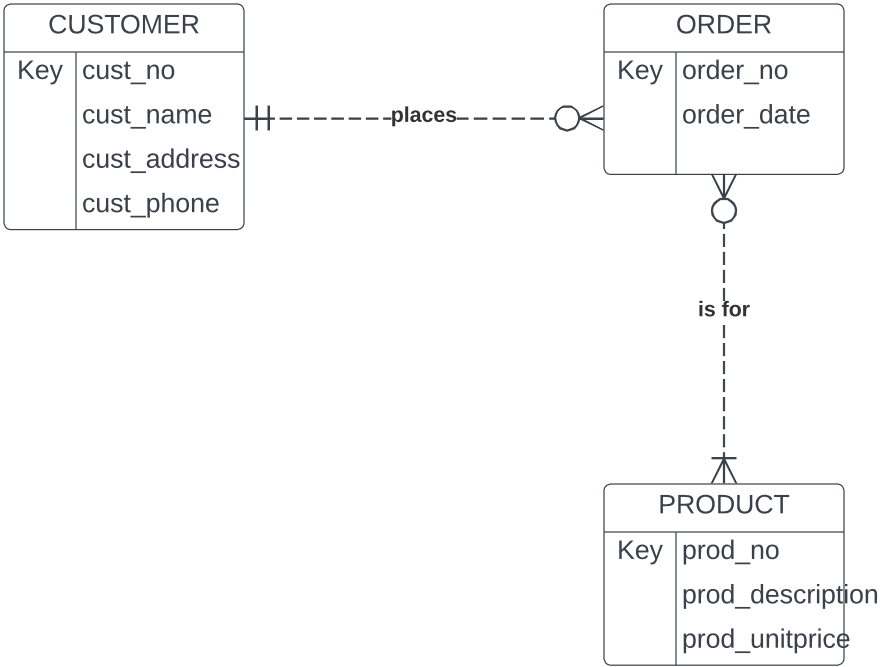 CUSTOMER
Key cust_no
cust_name
cust_address
cust_phone
places
ORDER
Key order_no
order_date
is for
PRODUCT
Key prod_no
prod_description
prod_unitprice